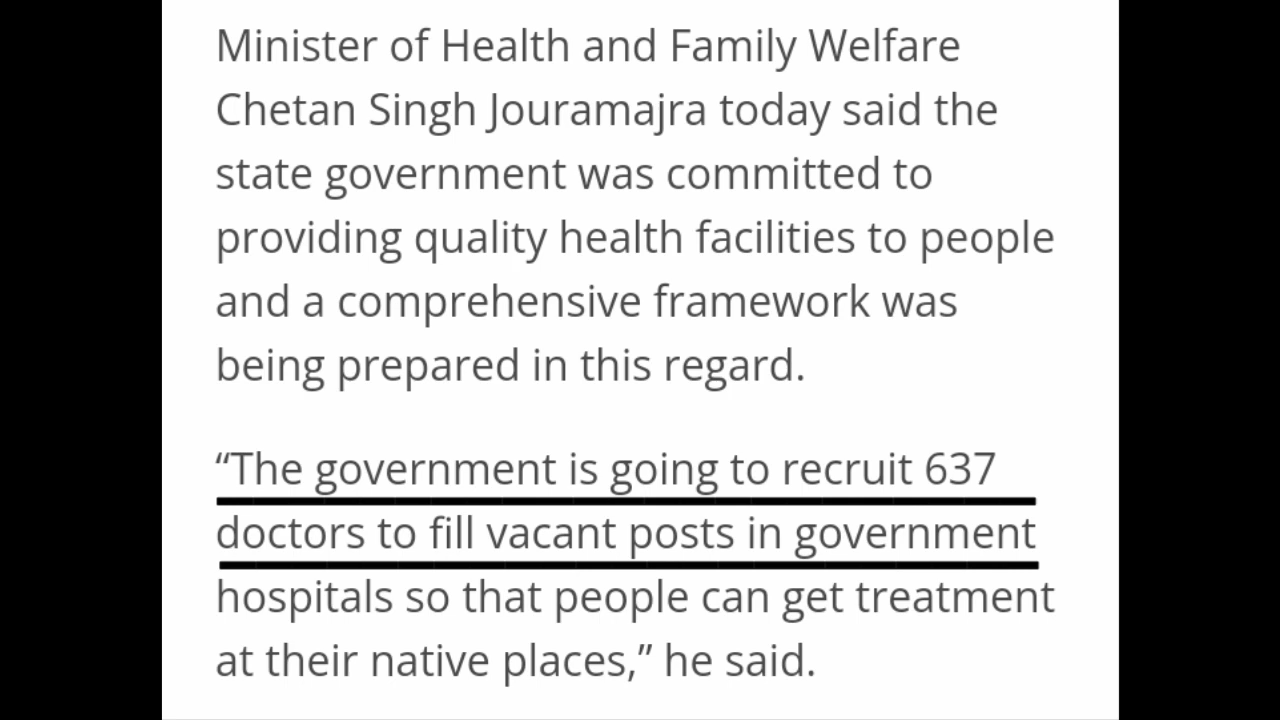 Minister of Health and Family Welfare
Chetan Singh Jouramajra today said the
state government was committed to
providing quality health facilities to people
and a comprehensive framework was
being prepared in this regard.
“The government is going to recruit 637
doctors to fill vacant posts in government
hospitals so that people can get treatment
at their native places,” he said.